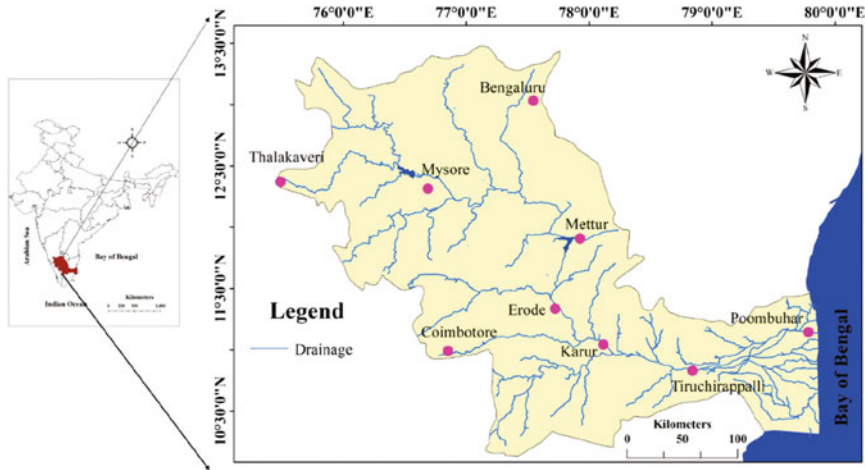 76°0'0"E 77°0'0"E 78°0'0"E 79°0'0"E 80°0'0"E
13°30'0"N
12°30'0"N
11°30'0"N
10°30'0"N
N
W E
S
Bengaluru
Thalakaveri
Mysore
Mettur
Erode
Coimbotore
Karur
Tiruchirappalli
Poombuhar
Bay of Bengal
Legend
Drainage
Kilometers
0 50 100
Arabian Sea
Bay of Bengal
Indian Ocean
Kilometers